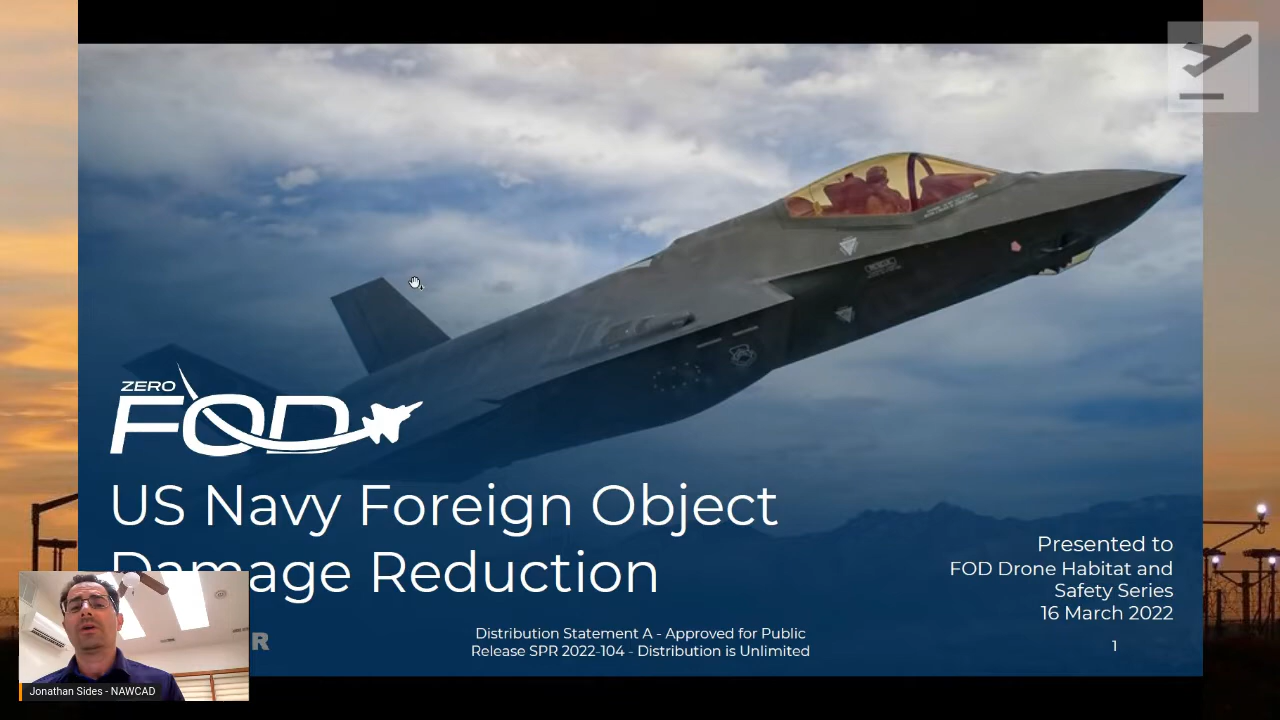 ZERO
FOD
US Navy Foreign Object
Damage Reduction
Presented to
FOD Drone Habitat and
Safety Series
16 March 2022
Distribution Statement A - Approved for Public
Release SPR 2022-104 - Distribution is Unlimited
1
R
Jonathan Sides - NAWCAD